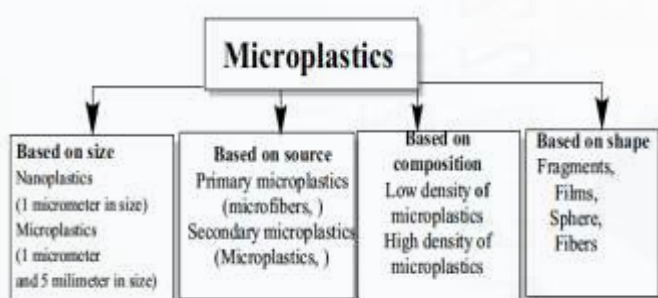 Microplastics
Based on size
Nanoplastics
(1 micrometer in size)
Microplastics
(1 micrometer
and 5 milimeter in size)
Based on source
Primary microplastics
(microfibers, )
Secondary microplastics
(Microplastics, )
Based on
composition
Low density of
microplastics
High density of
microplastics
Based on shape
Fragments,
Films,
Sphere,
Fibers